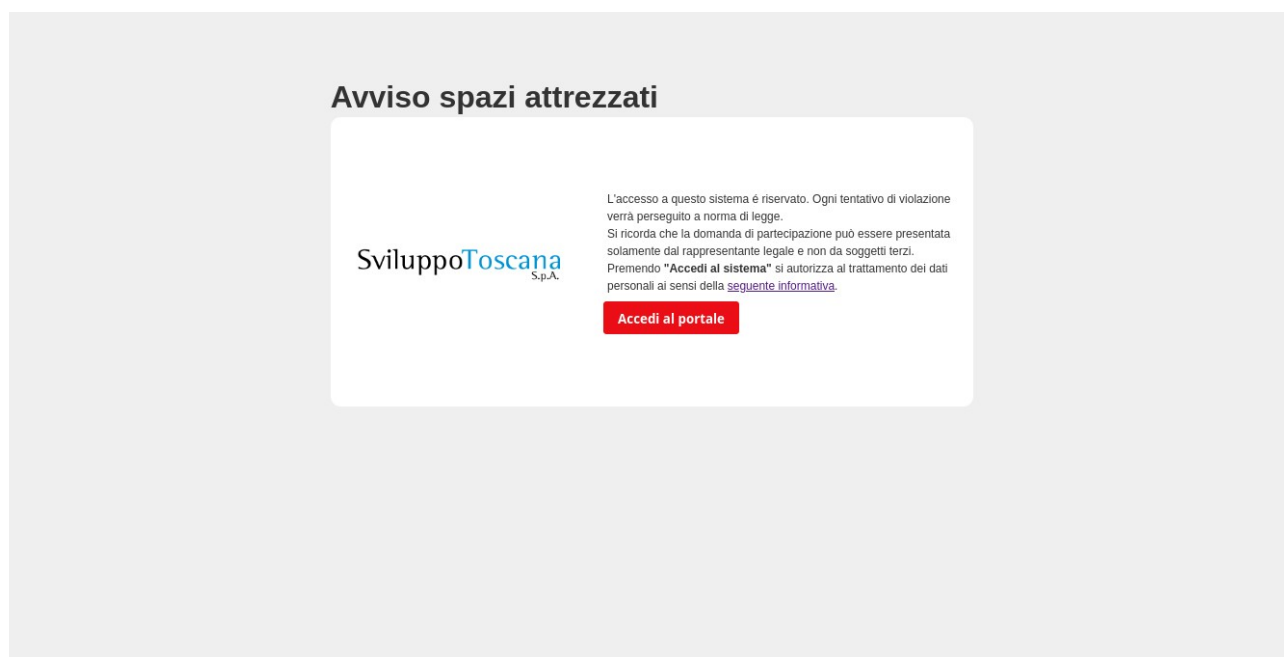 Avviso spazi attrezzati
L'accesso a questo sistema é riservato. Ogni tentativo di violazione
verrà perseguito a norma di legge.
Si ricorda che la domanda di partecipazione può essere presentata
solamente dal rappresentante legale e non da soggetti terzi.
Premendo "Accedi al sistema" si autorizza al trattamento dei dati
personali ai sensi della seguente informativa.
SviluppoToscana
S.p.A.
Accedi al portale